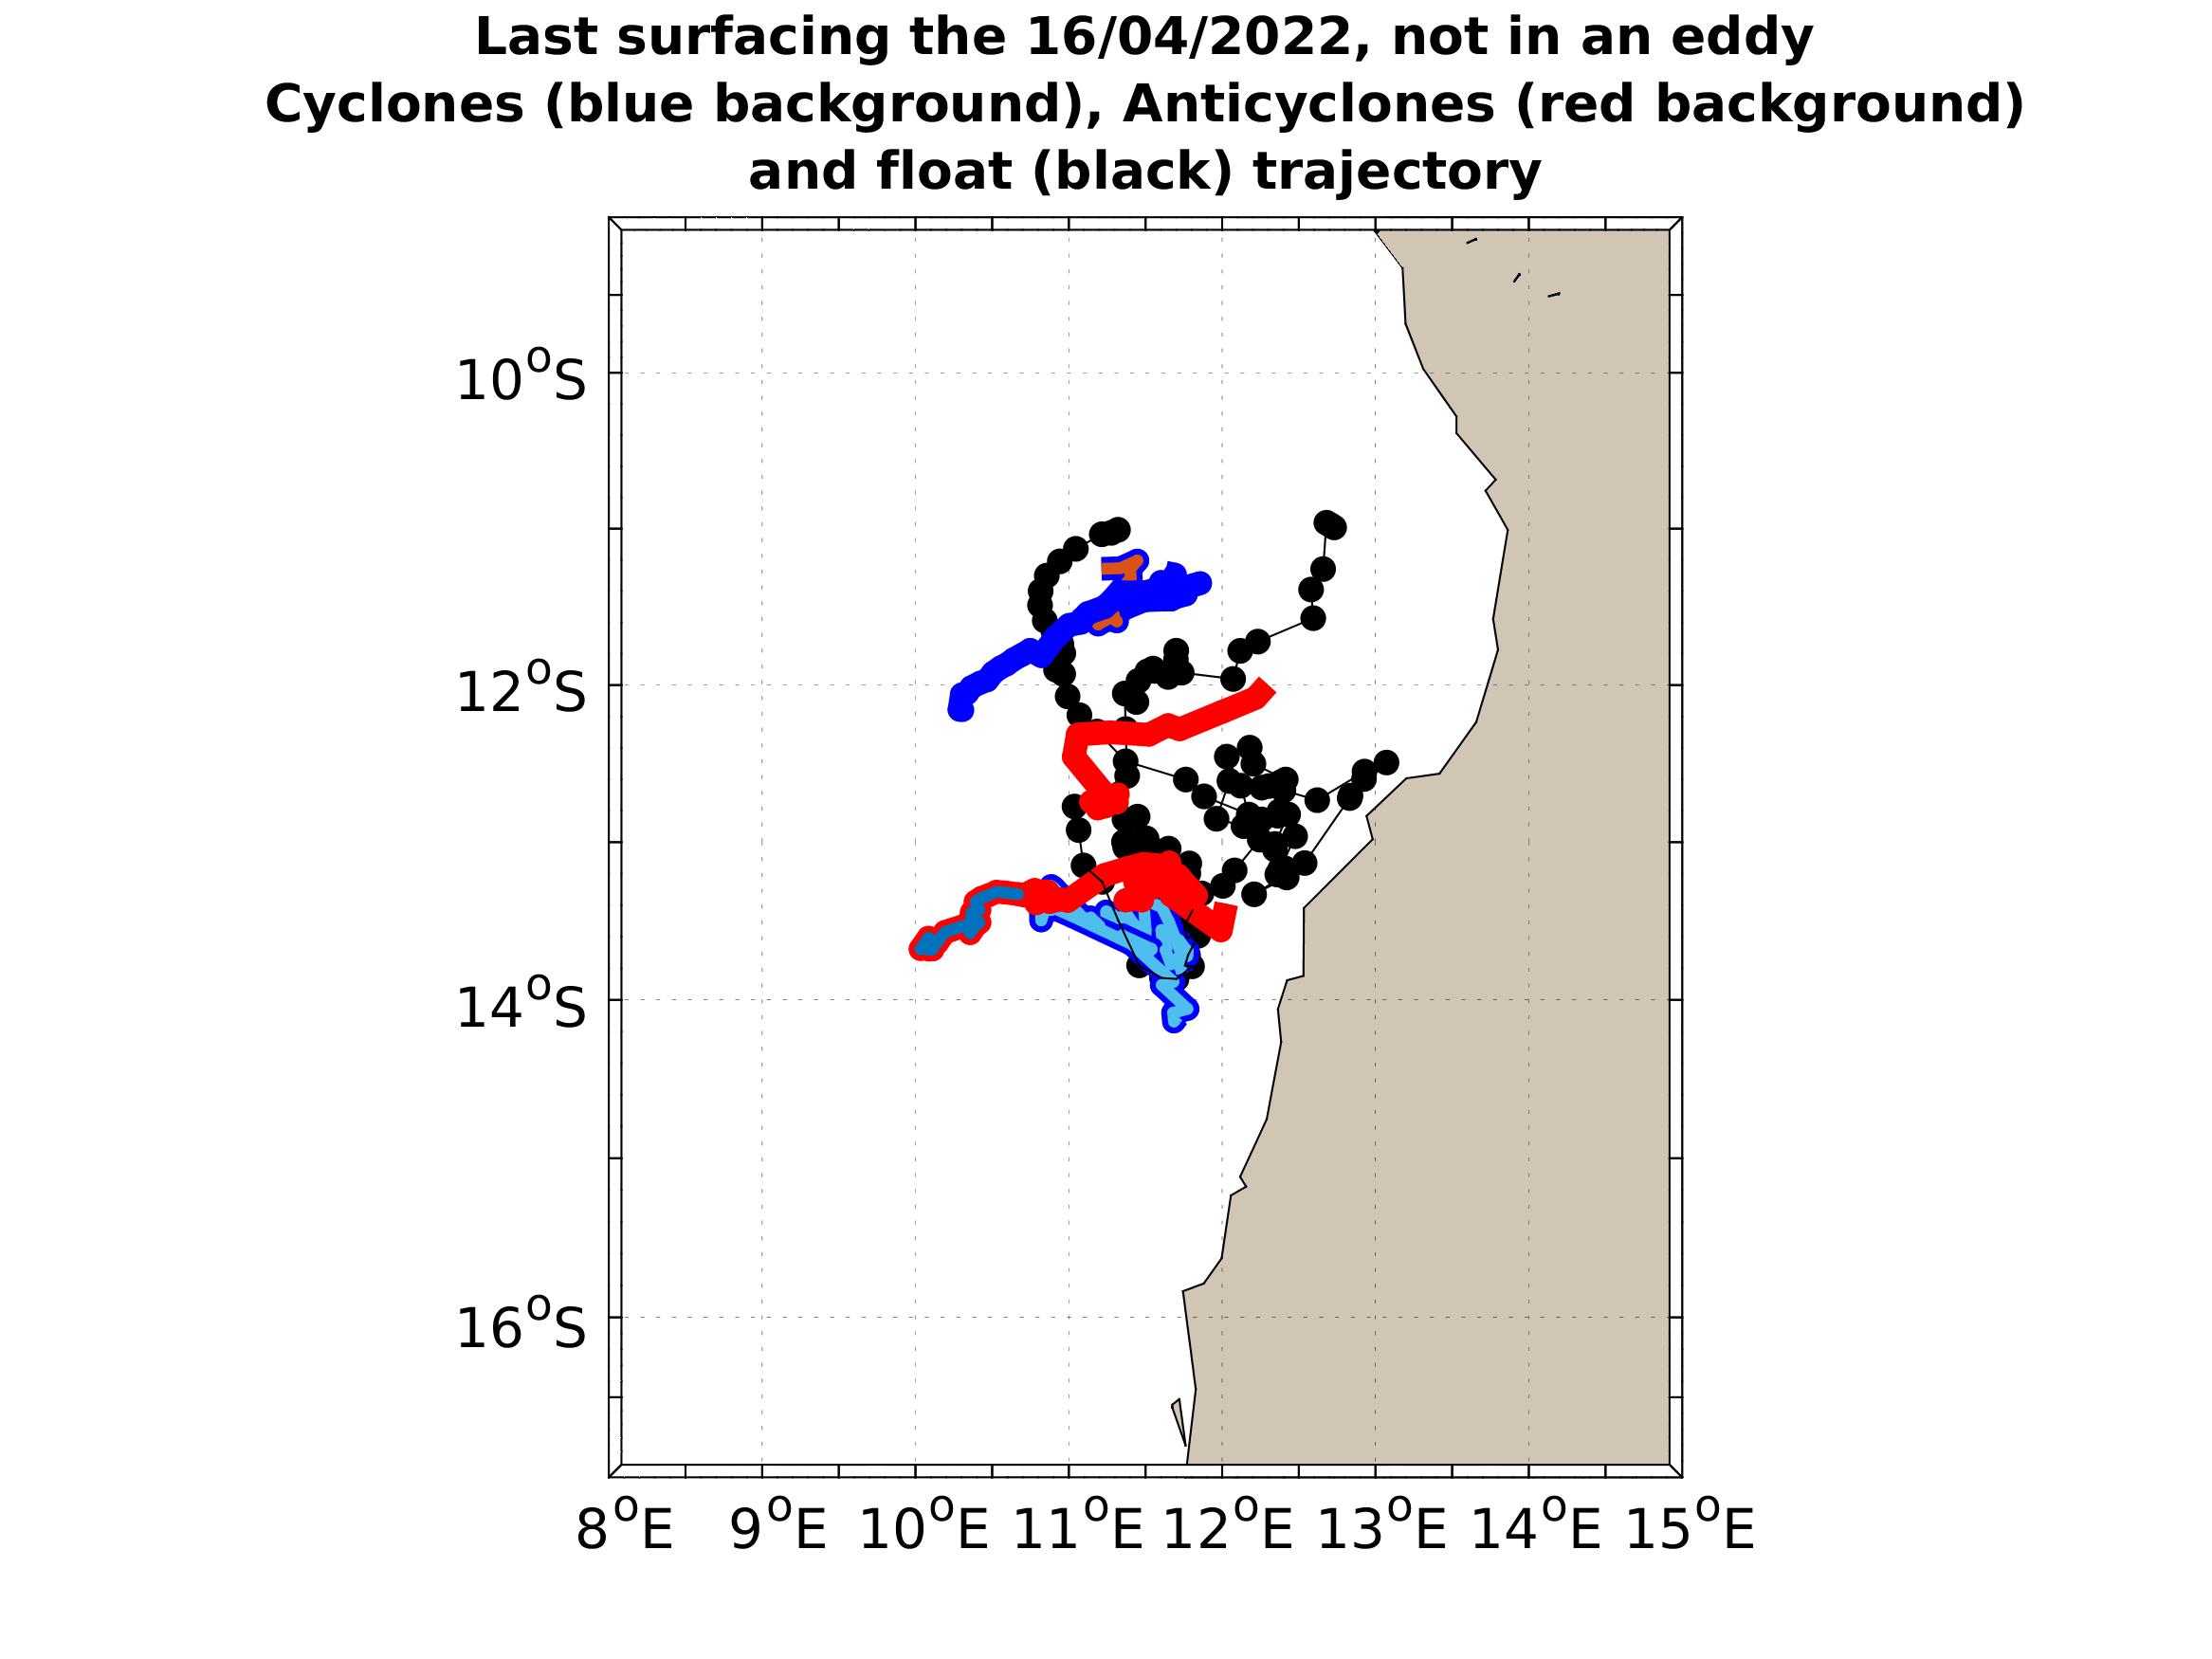 Last surfacing the 16/04/2022, not in an eddy
Cyclones (blue background), Anticyclones (red background)
and float (black) trajectory
10°S
12°S
14°S
16°S
8°E 9°E 10°E 11°E 12°E 13°E 14°E 15°E